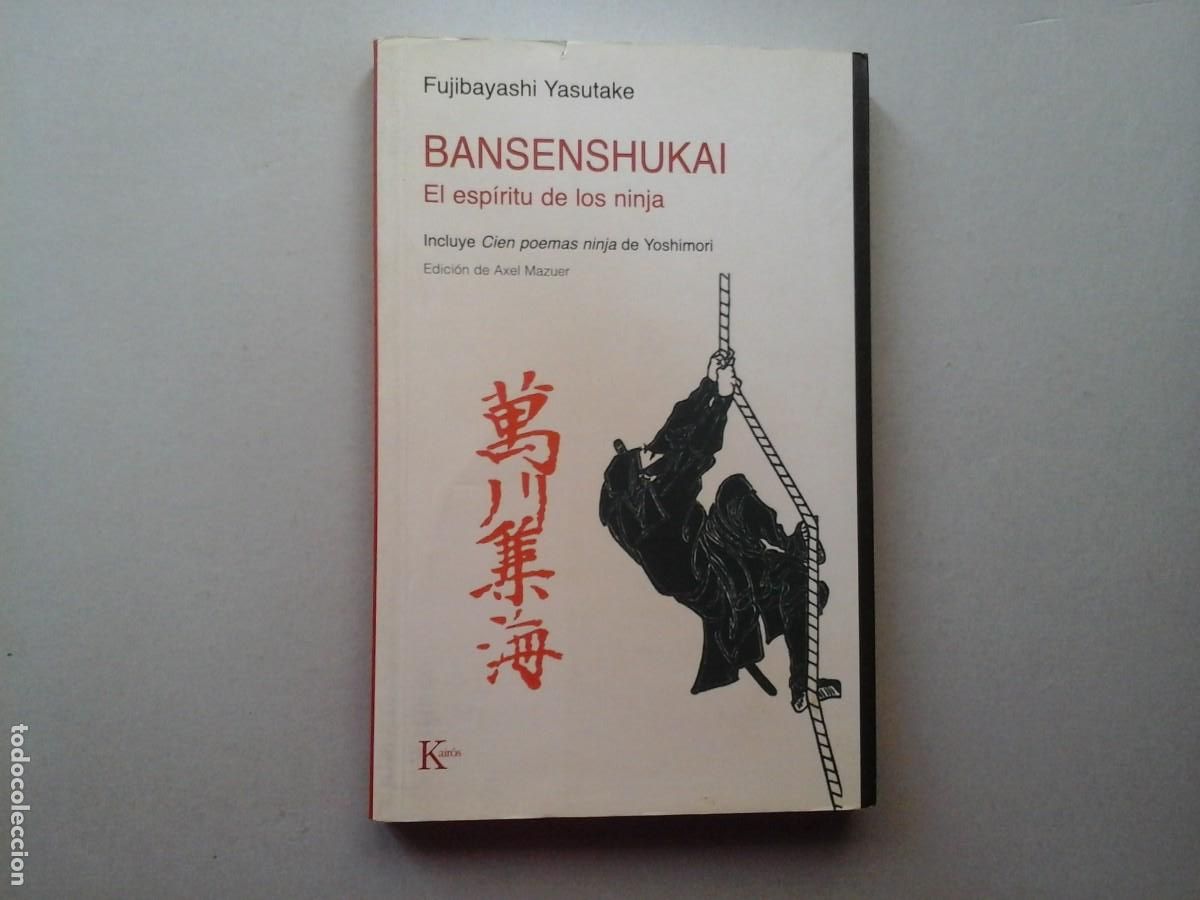 Fujibayashi Yasutake
BANSENSHUKAI
El espíritu de los ninja
Incluye Cien poemas ninja de Yoshimori
Edición de Axel Mazuer
萬川集海
Kairós
todocoleccion